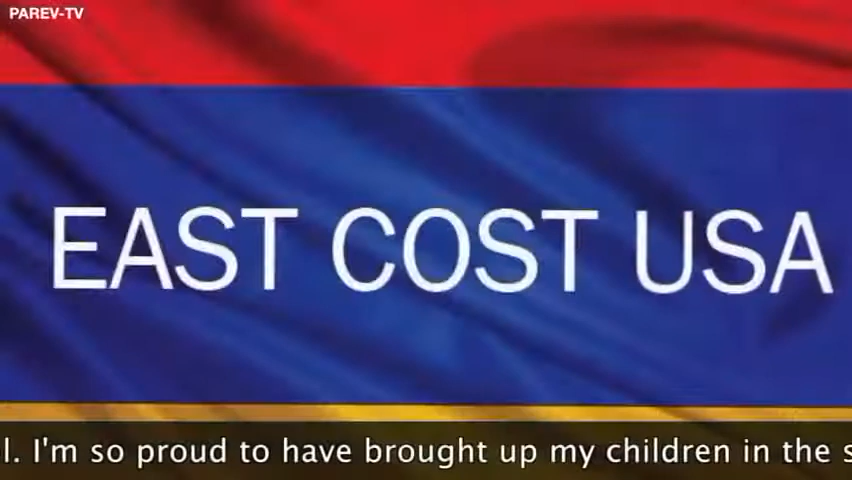 PAREV-TV
EAST COST USA
l. I'm so proud to have brought up my children in the s